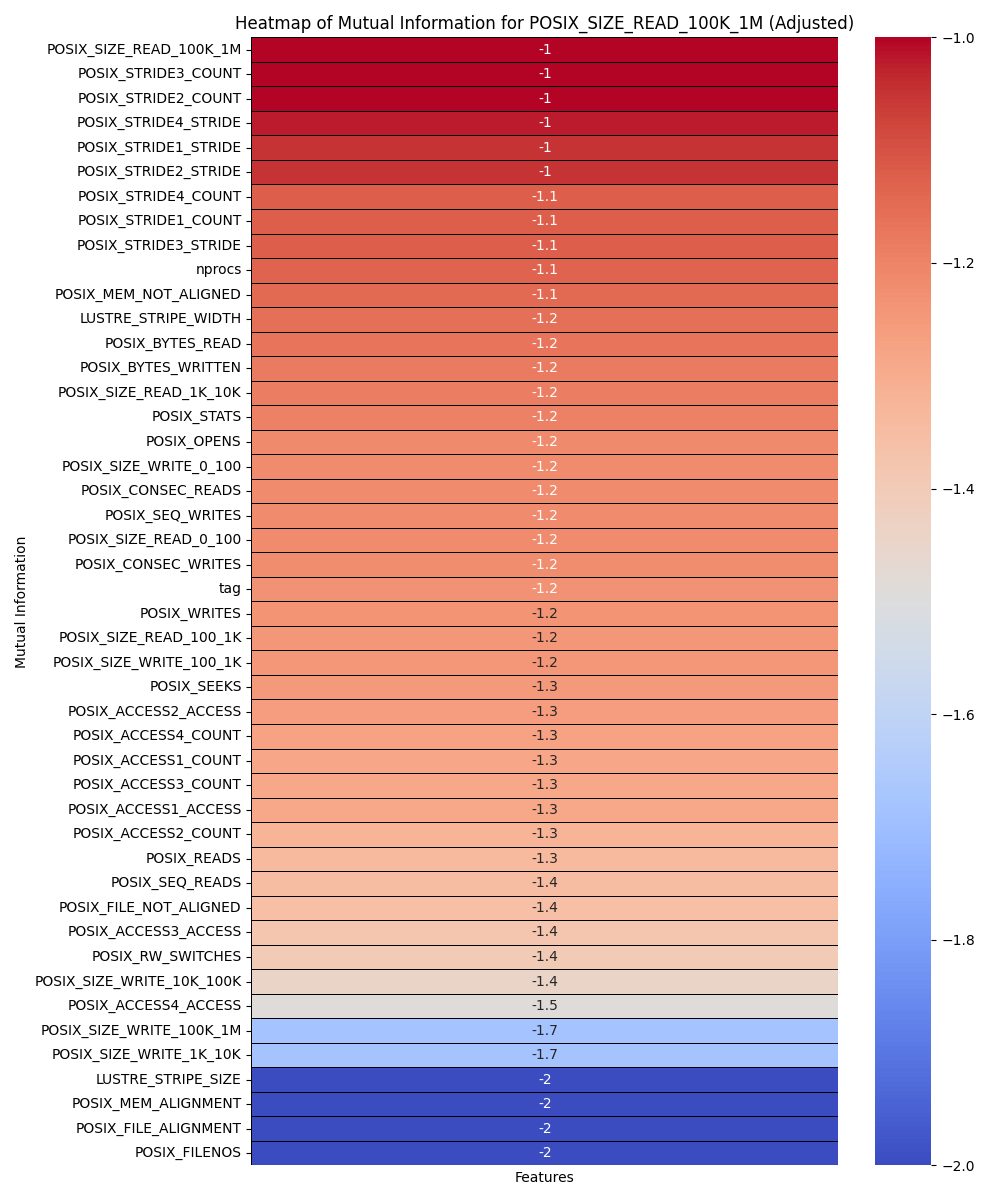 Heatmap of Mutual Information for POSIX_SIZE_READ_100K_1M (Adjusted)
POSIX_SIZE_READ_100K_1M -1
POSIX_STRIDE3_COUNT -1
POSIX_STRIDE2_COUNT -1
POSIX_STRIDE4_STRIDE -1
POSIX_STRIDE1_STRIDE -1
POSIX_STRIDE2_STRIDE -1
POSIX_STRIDE4_COUNT -1.1
POSIX_STRIDE1_COUNT -1.1
POSIX_STRIDE3_STRIDE -1.1
nprocs -1.1
POSIX_MEM_NOT_ALIGNED -1.1
LUSTRE_STRIPE_WIDTH -1.2
POSIX_BYTES_READ -1.2
POSIX_BYTES_WRITTEN -1.2
POSIX_SIZE_READ_1K_10K -1.2
POSIX_STATS -1.2
POSIX_OPENS -1.2
POSIX_SIZE_WRITE_0_100 -1.2
POSIX_CONSEC_READS -1.2
POSIX_SEQ_WRITES -1.2
POSIX_SIZE_READ_0_100 -1.2
POSIX_CONSEC_WRITES -1.2
tag -1.2
POSIX_WRITES -1.2
POSIX_SIZE_READ_100_1K -1.2
POSIX_SIZE_WRITE_100_1K -1.2
POSIX_SEEKS -1.3
POSIX_ACCESS2_ACCESS -1.3
POSIX_ACCESS4_COUNT -1.3
POSIX_ACCESS1_COUNT -1.3
POSIX_ACCESS3_COUNT -1.3
POSIX_ACCESS1_ACCESS -1.3
POSIX_ACCESS2_COUNT -1.3
POSIX_READS -1.3
POSIX_SEQ_READS -1.4
POSIX_FILE_NOT_ALIGNED -1.4
POSIX_ACCESS3_ACCESS -1.4
POSIX_RW_SWITCHES -1.4
POSIX_SIZE_WRITE_10K_100K -1.4
POSIX_ACCESS4_ACCESS -1.5
POSIX_SIZE_WRITE_100K_1M -1.7
POSIX_SIZE_WRITE_1K_10K -1.7
LUSTRE_STRIPE_SIZE -2
POSIX_MEM_ALIGNMENT -2
POSIX_FILE_ALIGNMENT -2
POSIX_FILENOS -2
Mutual Information
Features
−1.0
−1.2
−1.4
−1.6
−1.8
−2.0